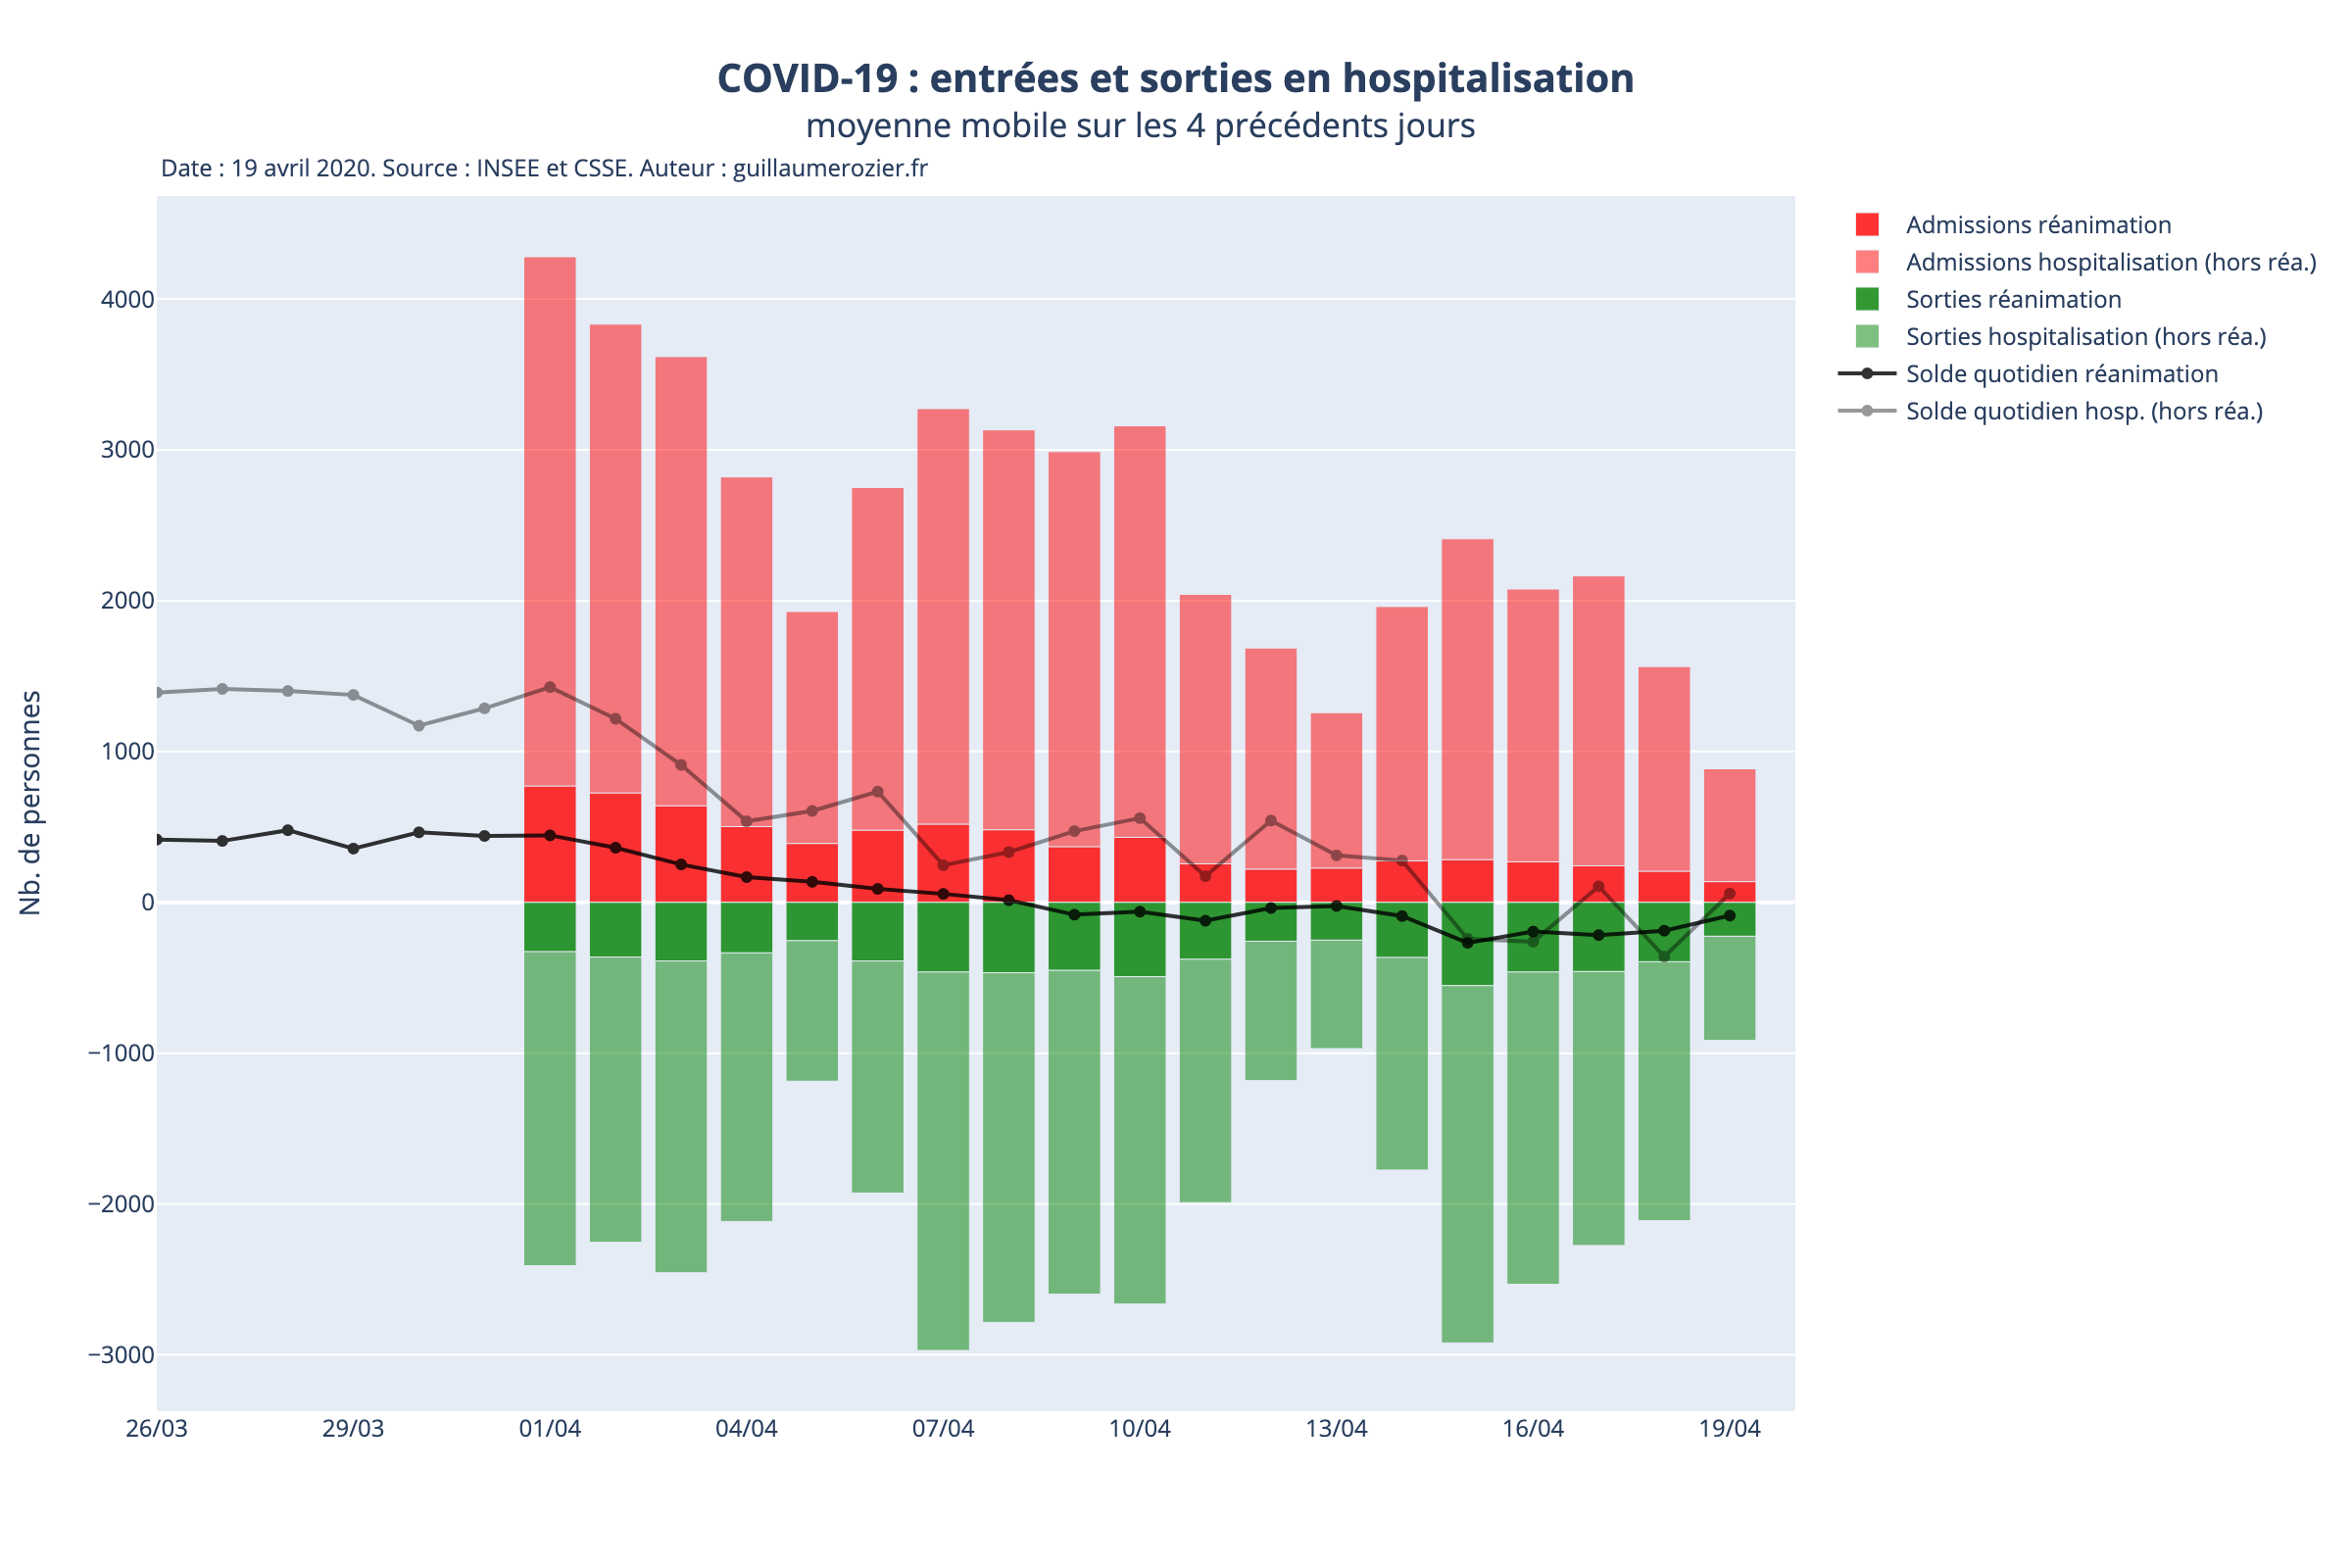 COVID-19 : entrées et sorties en hospitalisation
moyenne mobile sur les 4 précédents jours
Date : 19 avril 2020. Source : INSEE et CSSE. Auteur : guillaumerozier.fr
Admissions réanimation
Admissions hospitalisation (hors réa.)
Sorties réanimation
Sorties hospitalisation (hors réa.)
Solde quotidien réanimation
Solde quotidien hosp. (hors réa.)
Nb. de personnes
4000
3000
2000
1000
0
−1000
−2000
−3000
26/03 29/03 01/04 04/04 07/04 10/04 13/04 16/04 19/04